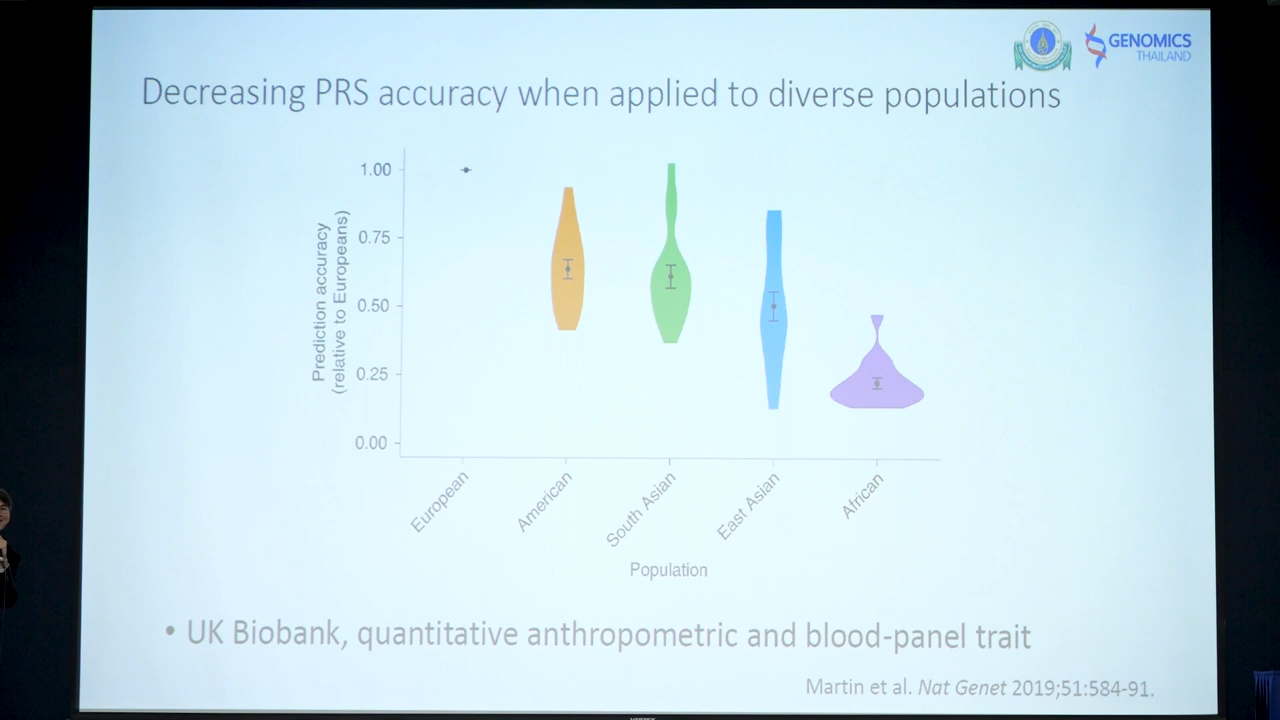 GENOMICS
THAILAND
Decreasing PRS accuracy when applied to diverse populations
Prediction accuracy
(relative to Europeans)
1.00
0.75
0.50
0.25
0.00
European
American
South Asian
East Asian
African
Population
• UK Biobank, quantitative anthropometric and blood-panel trait
Martin et al. Nat Genet 2019;51:584-91.